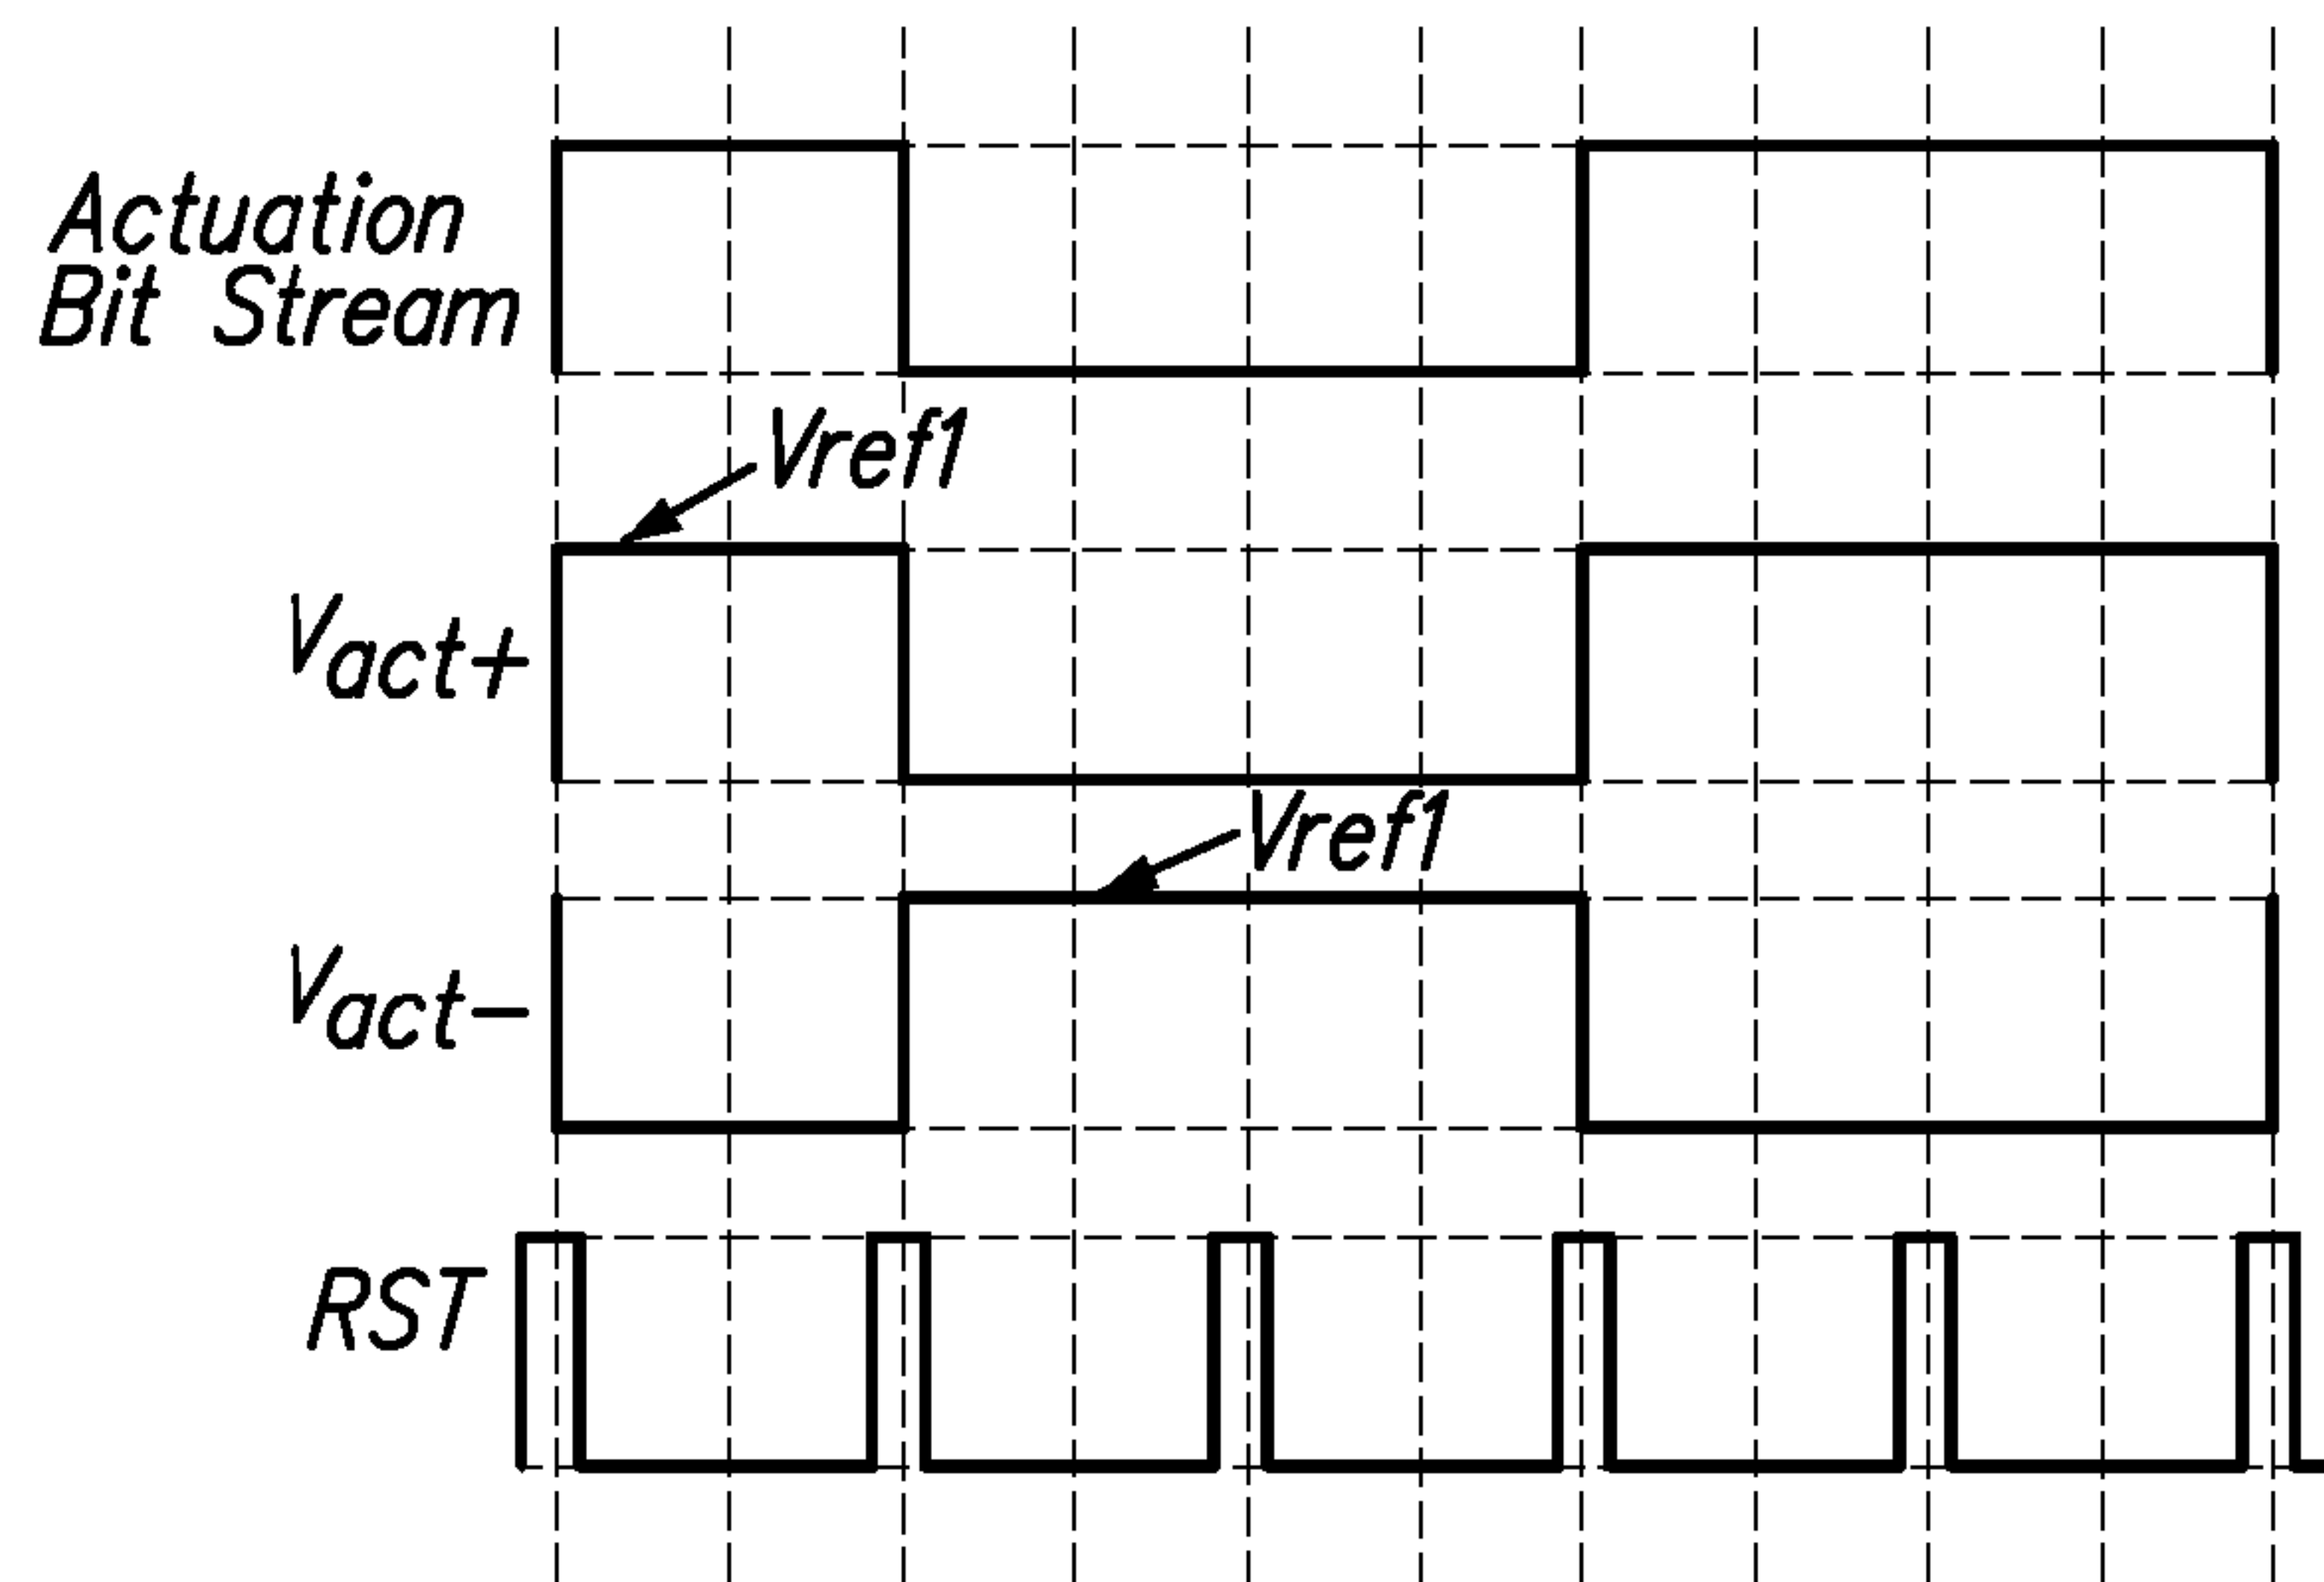 Actuation
Bit Stream
Vref1
Vact+
Vref1
Vact-
RST